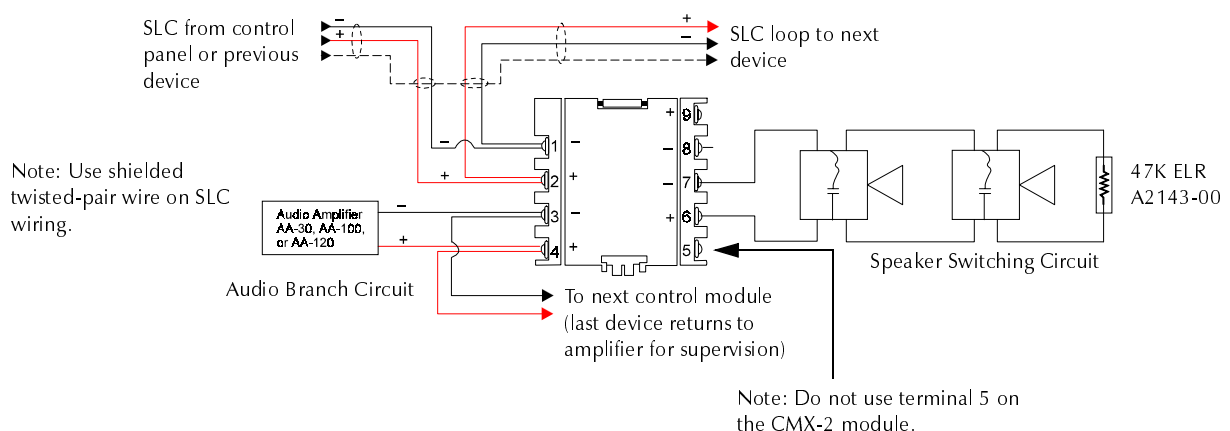 SLC from control
panel or previous
device
−
+
+
−
SLC loop to next
device
Note: Use shielded
twisted-pair wire on SLC
wiring.
−
+
1 −
2 +
3 −
4 +
+ 9
− 8
− 7
+ 6
5
47K ELR
A2143-00
Audio Amplifier
AA-30, AA-100,
or AA-120
−
+
Audio Branch Circuit
Speaker Switching Circuit
To next control module
(last device returns to
amplifier for supervision)
Note: Do not use terminal 5 on
the CMX-2 module.